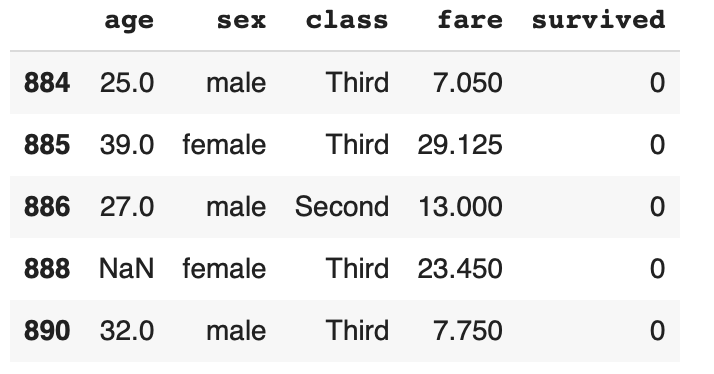 age sex class fare survived
884 25.0 male Third 7.050 0
885 39.0 female Third 29.125 0
886 27.0 male Second 13.000 0
888 NaN female Third 23.450 0
890 32.0 male Third 7.750 0